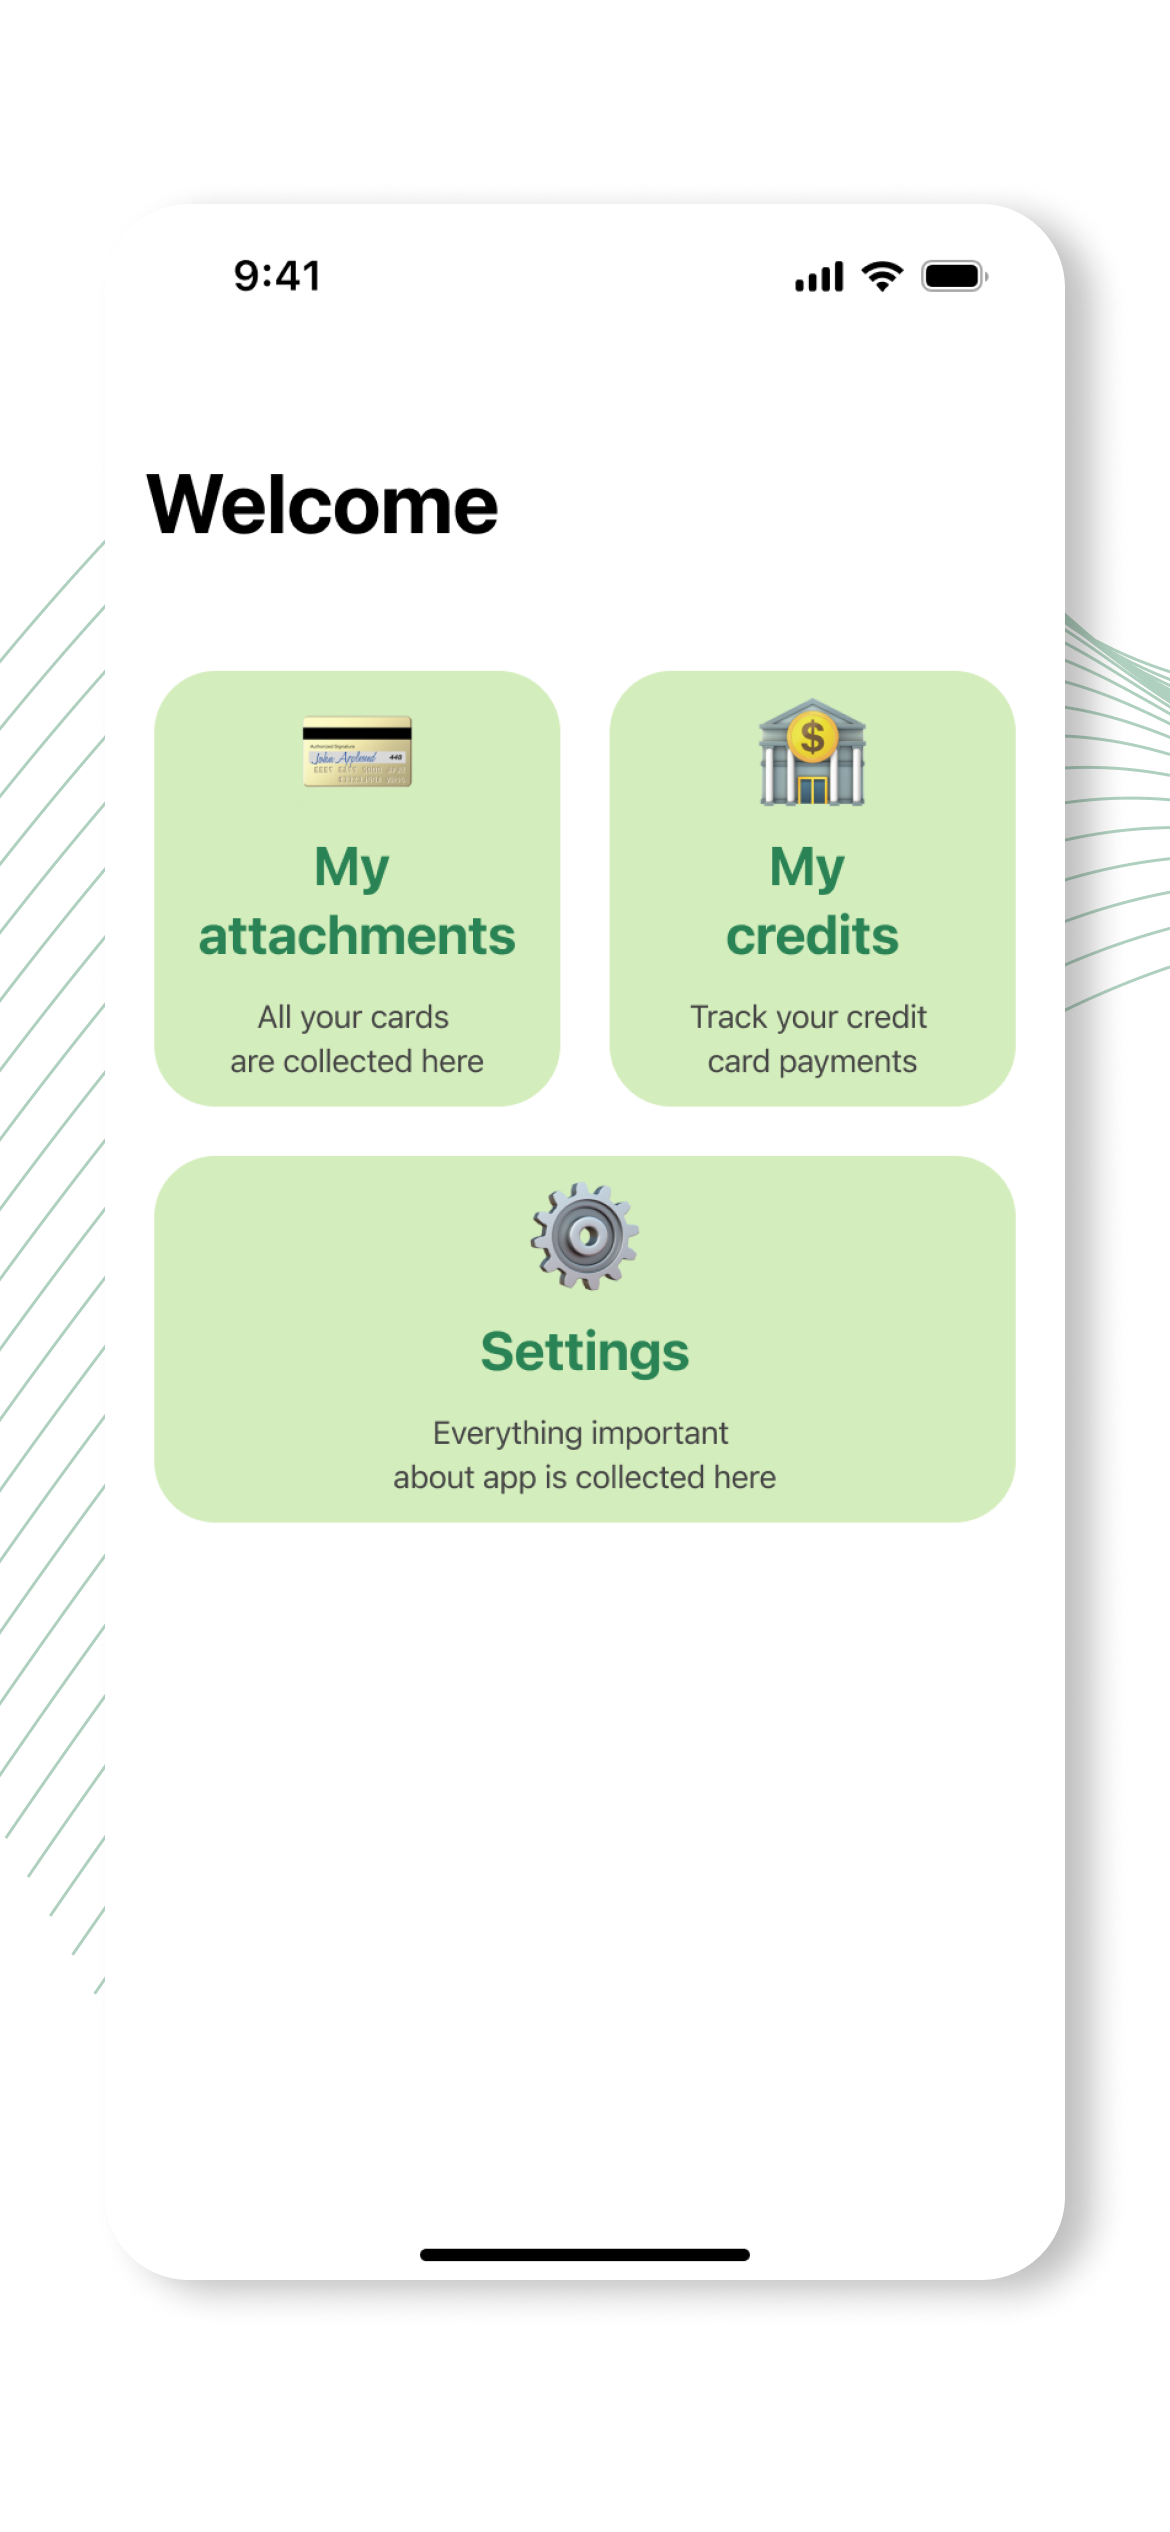 9:41
Welcome
My
attachments
All your cards
are collected here
$
My
credits
Track your credit
card payments
Settings
Everything important
about app is collected here